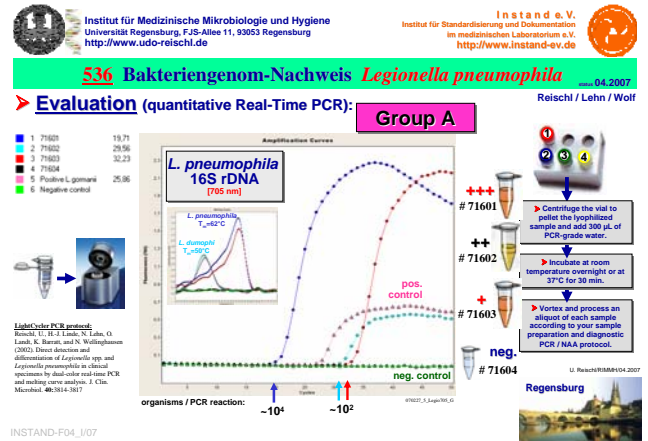 Institut für Medizinische Mikrobiologie und Hygiene
Universität Regensburg, FJS-Allee 11, 93053 Regensburg
http://www.udo-reischl.de
I n s t a n d e. V.
Institut für Standardisierung und Dokumentation
im medizinischen Laboratorium e.V.
http://www.instand-ev.de
536 Bakteriengenom-Nachweis Legionella pneumophila
status 04.2007
Evaluation (quantitative Real-Time PCR):
Reischl / Lehn / Wolf
Group A
1 71601 19,71
2 71602 29,56
3 71603 32,23
4 71604
5 Positive L.gormanii 25,86
6 Negative control
Amplification Curves
L. pneumophila
16S rDNA
[705 nm]
L. pneumophila
Tm=62°C
L. dumophi
Tm=50°C
pos.
control
neg. control
Cycles
organisms / PCR reaction:
~10⁴
~10²
070227_5_Legio705_G
+++
# 71601
++
# 71602
+
# 71603
neg.
# 71604
1
2
3
4
Centrifuge the vial to
pellet the lyophilized
sample and add 300 µL of
PCR-grade water.
Incubate at room
temperature overnight or at
37°C for 30 min.
Vortex and process an
aliquot of each sample
according to your sample
preparation and diagnostic
PCR / NAA protocol.
LightCycler PCR protocol:
Reischl, U., H.-J. Linde, N. Lehn, O.
Landt, K. Barratt, and N. Wellinghausen
(2002). Direct detection and
differentiation of Legionella spp. and
Legionella pneumophila in clinical
specimens by dual-color real-time PCR
and melting curve analysis. J. Clin.
Microbiol. 40:3814-3817
U. Reischl/RIMMH/04.2007
Regensburg
INSTAND-F04_I/07